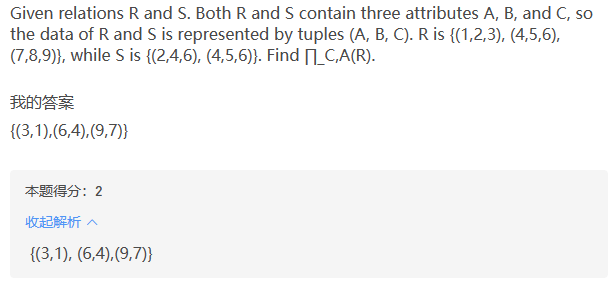 Given relations R and S. Both R and S contain three attributes A, B, and C, so
the data of R and S is represented by tuples (A, B, C). R is {(1,2,3), (4,5,6),
(7,8,9)}, while S is {(2,4,6), (4,5,6)}. Find ∏_C,A(R).
我的答案
{(3,1),(6,4),(9,7)}
本题得分：2
收起解析 ヘ
{(3,1), (6,4),(9,7)}